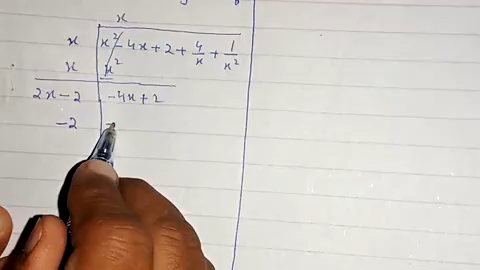 x
x x² - 4x + 2 + 4/x + 1/x²
x x²
2x - 2 -4x + 2
-2 -